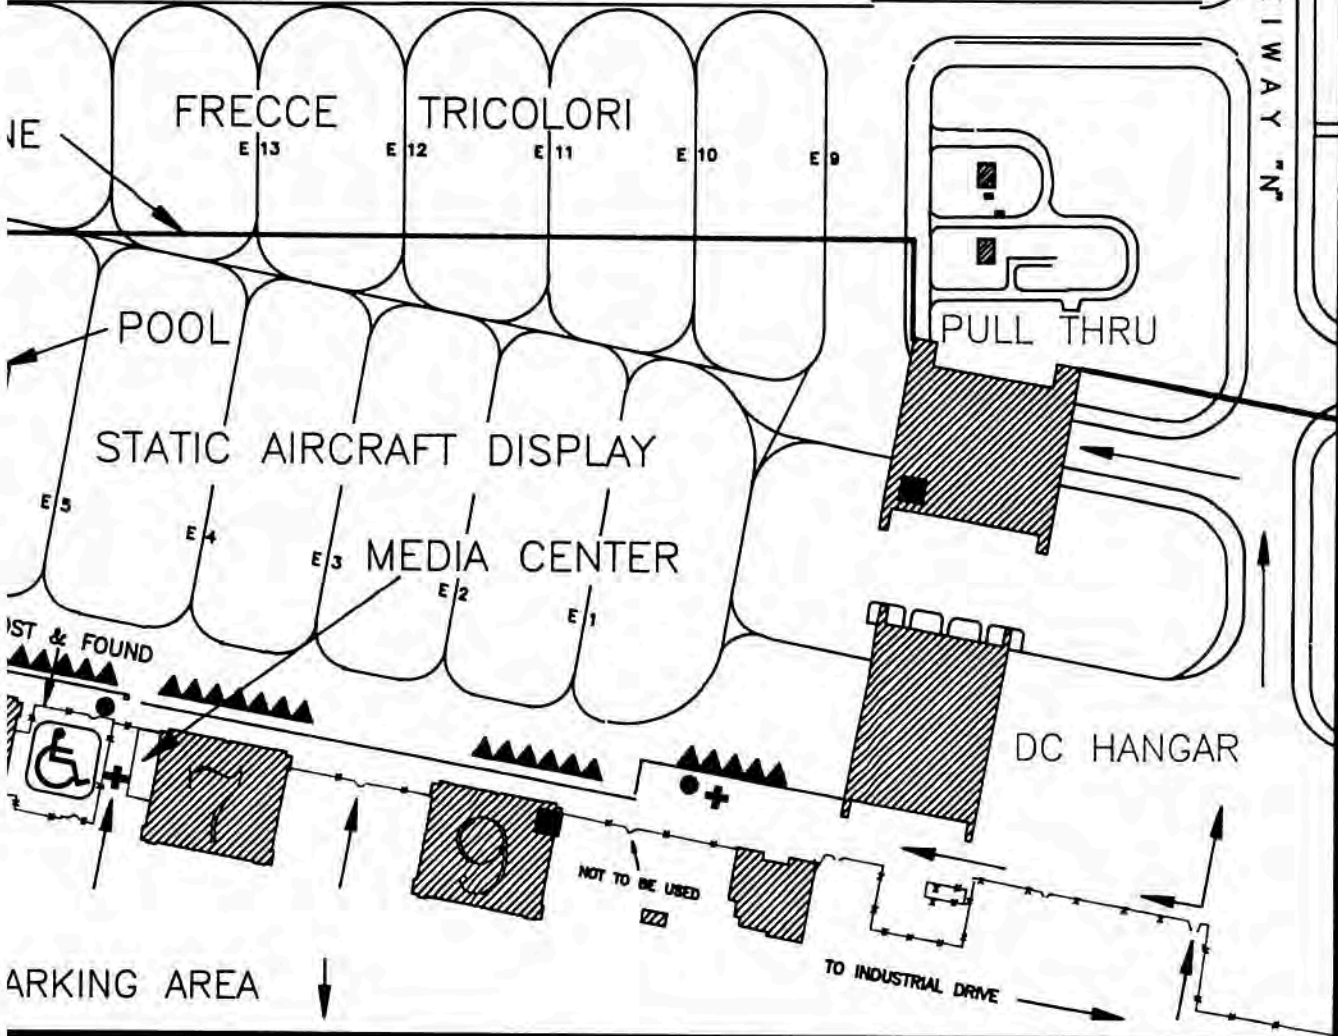 FRECCE TRICOLORI
NE
E 13 E 12 E 11 E 10 E 9
IWAY "N"
POOL
PULL THRU
STATIC AIRCRAFT DISPLAY
E 5 E 4 E 3 E 2 E 1
MEDIA CENTER
OST & FOUND
DC HANGAR
7
9
NOT TO BE USED
ARKING AREA
TO INDUSTRIAL DRIVE